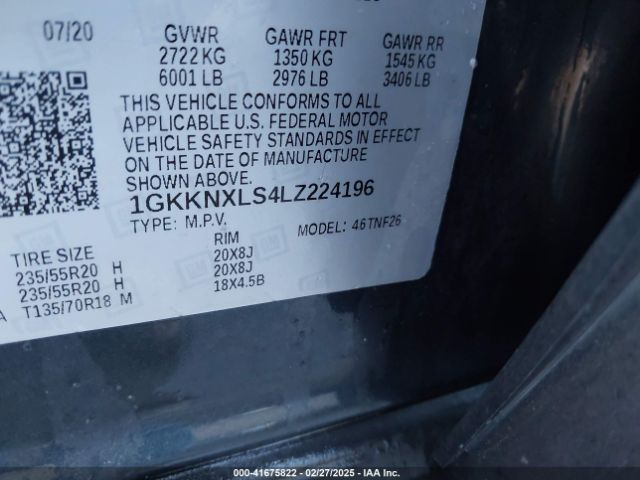 07/20 GVWR GAWR FRT GAWR RR
2722 KG 1350 KG 1545 KG
6001 LB 2976 LB 3406 LB
THIS VEHICLE CONFORMS TO ALL
APPLICABLE U.S. FEDERAL MOTOR
VEHICLE SAFETY STANDARDS IN EFFECT
ON THE DATE OF MANUFACTURE
SHOWN ABOVE.
1GKKNXLS4LZ224196
TYPE: M.P.V. MODEL: 46TNF26
TIRE SIZE RIM
235/55R20 H 20X8J
235/55R20 H 20X8J
T135/70R18 M 18X4.5B
000-41675822 - 02/27/2025 - IAA Inc.